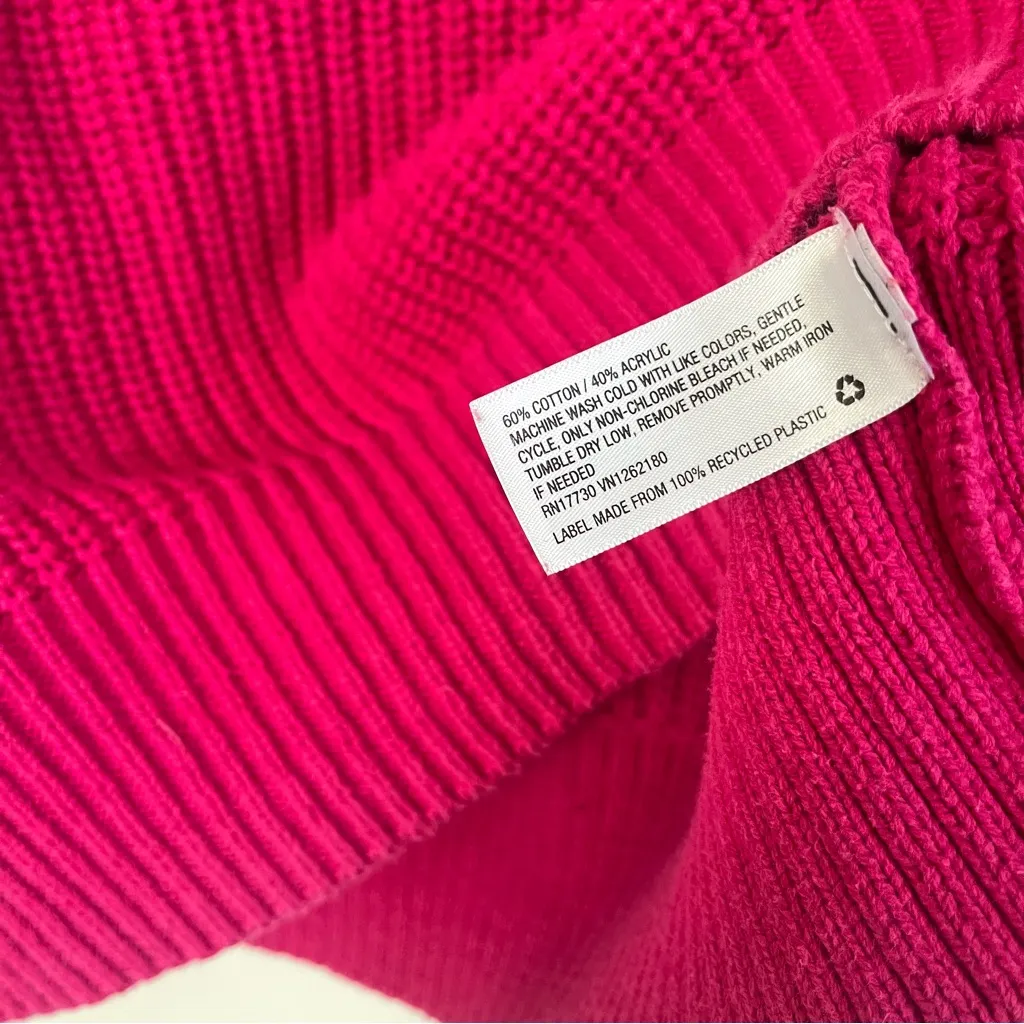 60% COTTON / 40% ACRYLIC
MACHINE WASH COLD WITH LIKE COLORS, GENTLE
CYCLE, ONLY NON-CHLORINE BLEACH IF NEEDED,
TUMBLE DRY LOW, REMOVE PROMPTLY, WARM IRON
IF NEEDED
RN17730 VN1262180
LABEL MADE FROM 100% RECYCLED PLASTIC